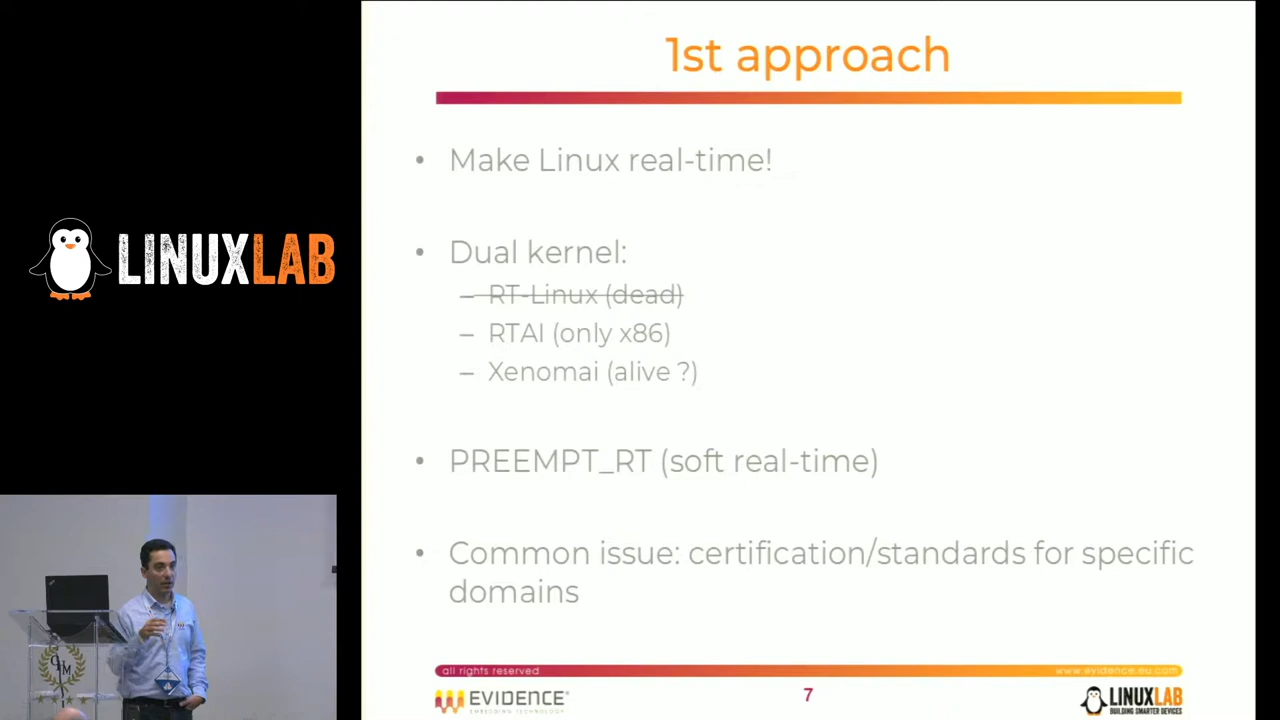 1st approach
LINUXLAB
• Make Linux real-time!
• Dual kernel:
– RT-Linux (dead)
– RTAI (only x86)
– Xenomai (alive ?)
• PREEMPT_RT (soft real-time)
• Common issue: certification/standards for specific
domains
all rights reserved
www.evidence.eu.com
EVIDENCE
EMBEDDING TECHNOLOGY
7
LINUXLAB
BUILDING SMARTER DEVICES